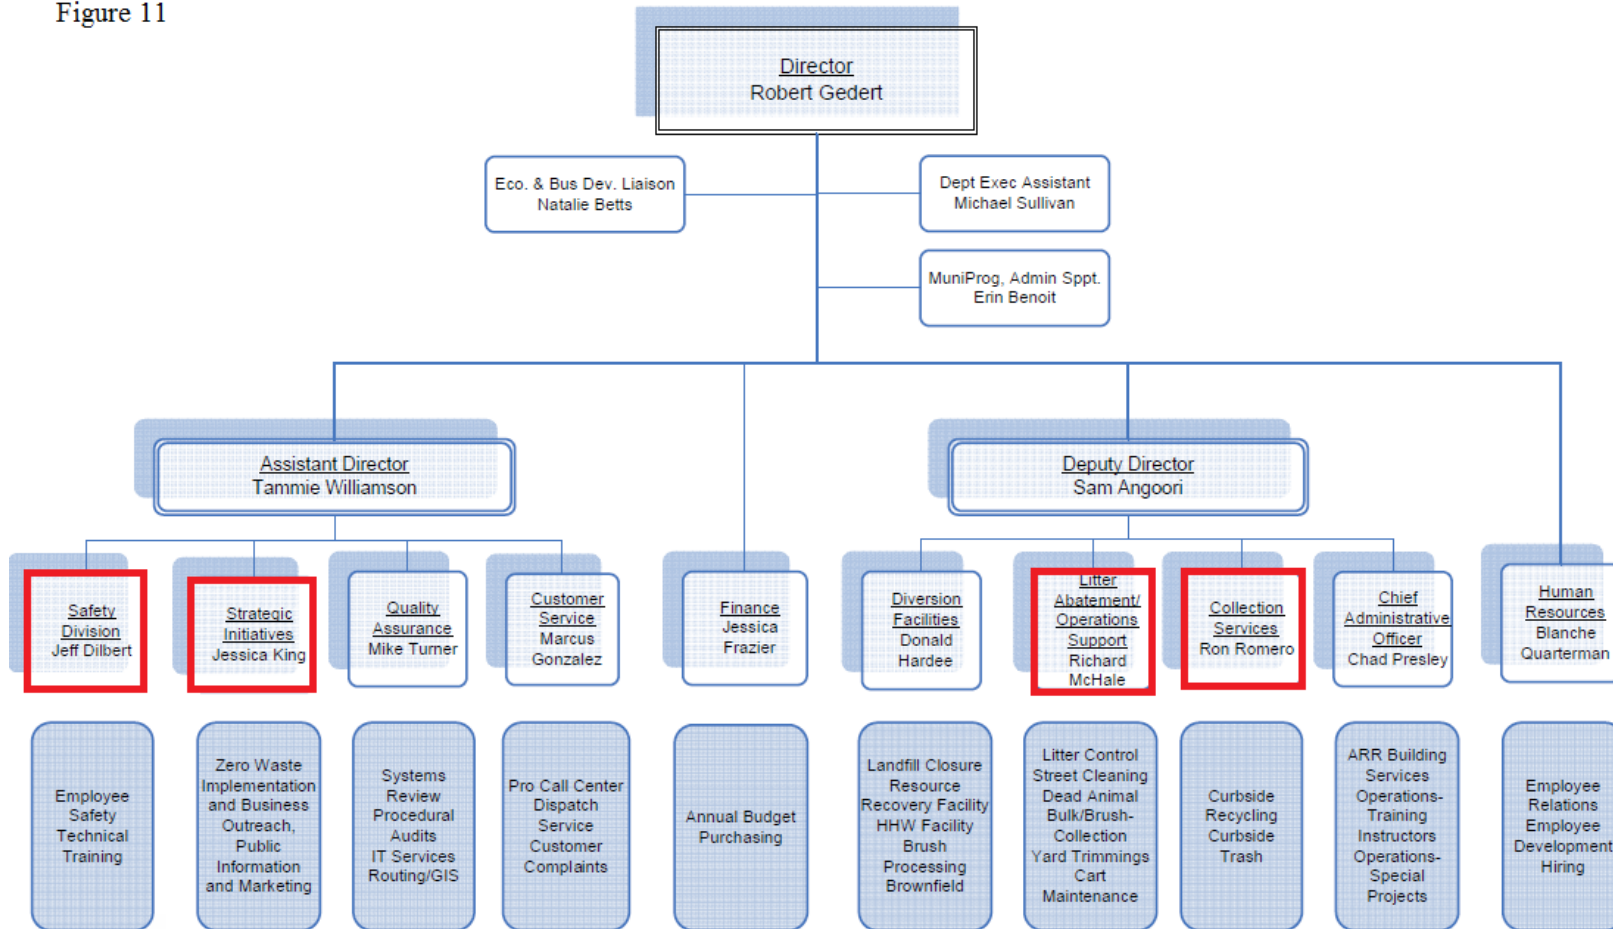 Figure 11
Director
Robert Gedert
Eco. & Bus Dev. Liaison
Natalie Betts
Dept Exec Assistant
Michael Sullivan
MuniProg, Admin Sppt.
Erin Benoit
Assistant Director
Tammie Williamson
Deputy Director
Sam Angoori
Safety
Division
Jeff Dilbert
Strategic
Initiatives
Jessica King
Quality
Assurance
Mike Turner
Customer
Service
Marcus
Gonzalez
Finance
Jessica
Frazier
Diversion
Facilities
Donald
Hardee
Litter
Abatement/
Operations
Support
Richard
McHale
Collection
Services
Ron Romero
Chief
Administrative
Officer
Chad Presley
Human
Resources
Blanche
Quarterman
Employee
Safety
Technical
Training
Zero Waste
Implementation
and Business
Outreach,
Public
Information
and Marketing
Systems
Review
Procedural
Audits
IT Services
Routing/GIS
Pro Call Center
Dispatch
Service
Customer
Complaints
Annual Budget
Purchasing
Landfill Closure
Resource
Recovery Facility
HHW Facility
Brush
Processing
Brownfield
Litter Control
Street Cleaning
Dead Animal
Bulk/Brush-
Collection
Yard Trimmings
Cart
Maintenance
Curbside
Recycling
Curbside
Trash
ARR Building
Services
Operations-
Training
Instructors
Operations-
Special
Projects
Employee
Relations
Employee
Development
Hiring